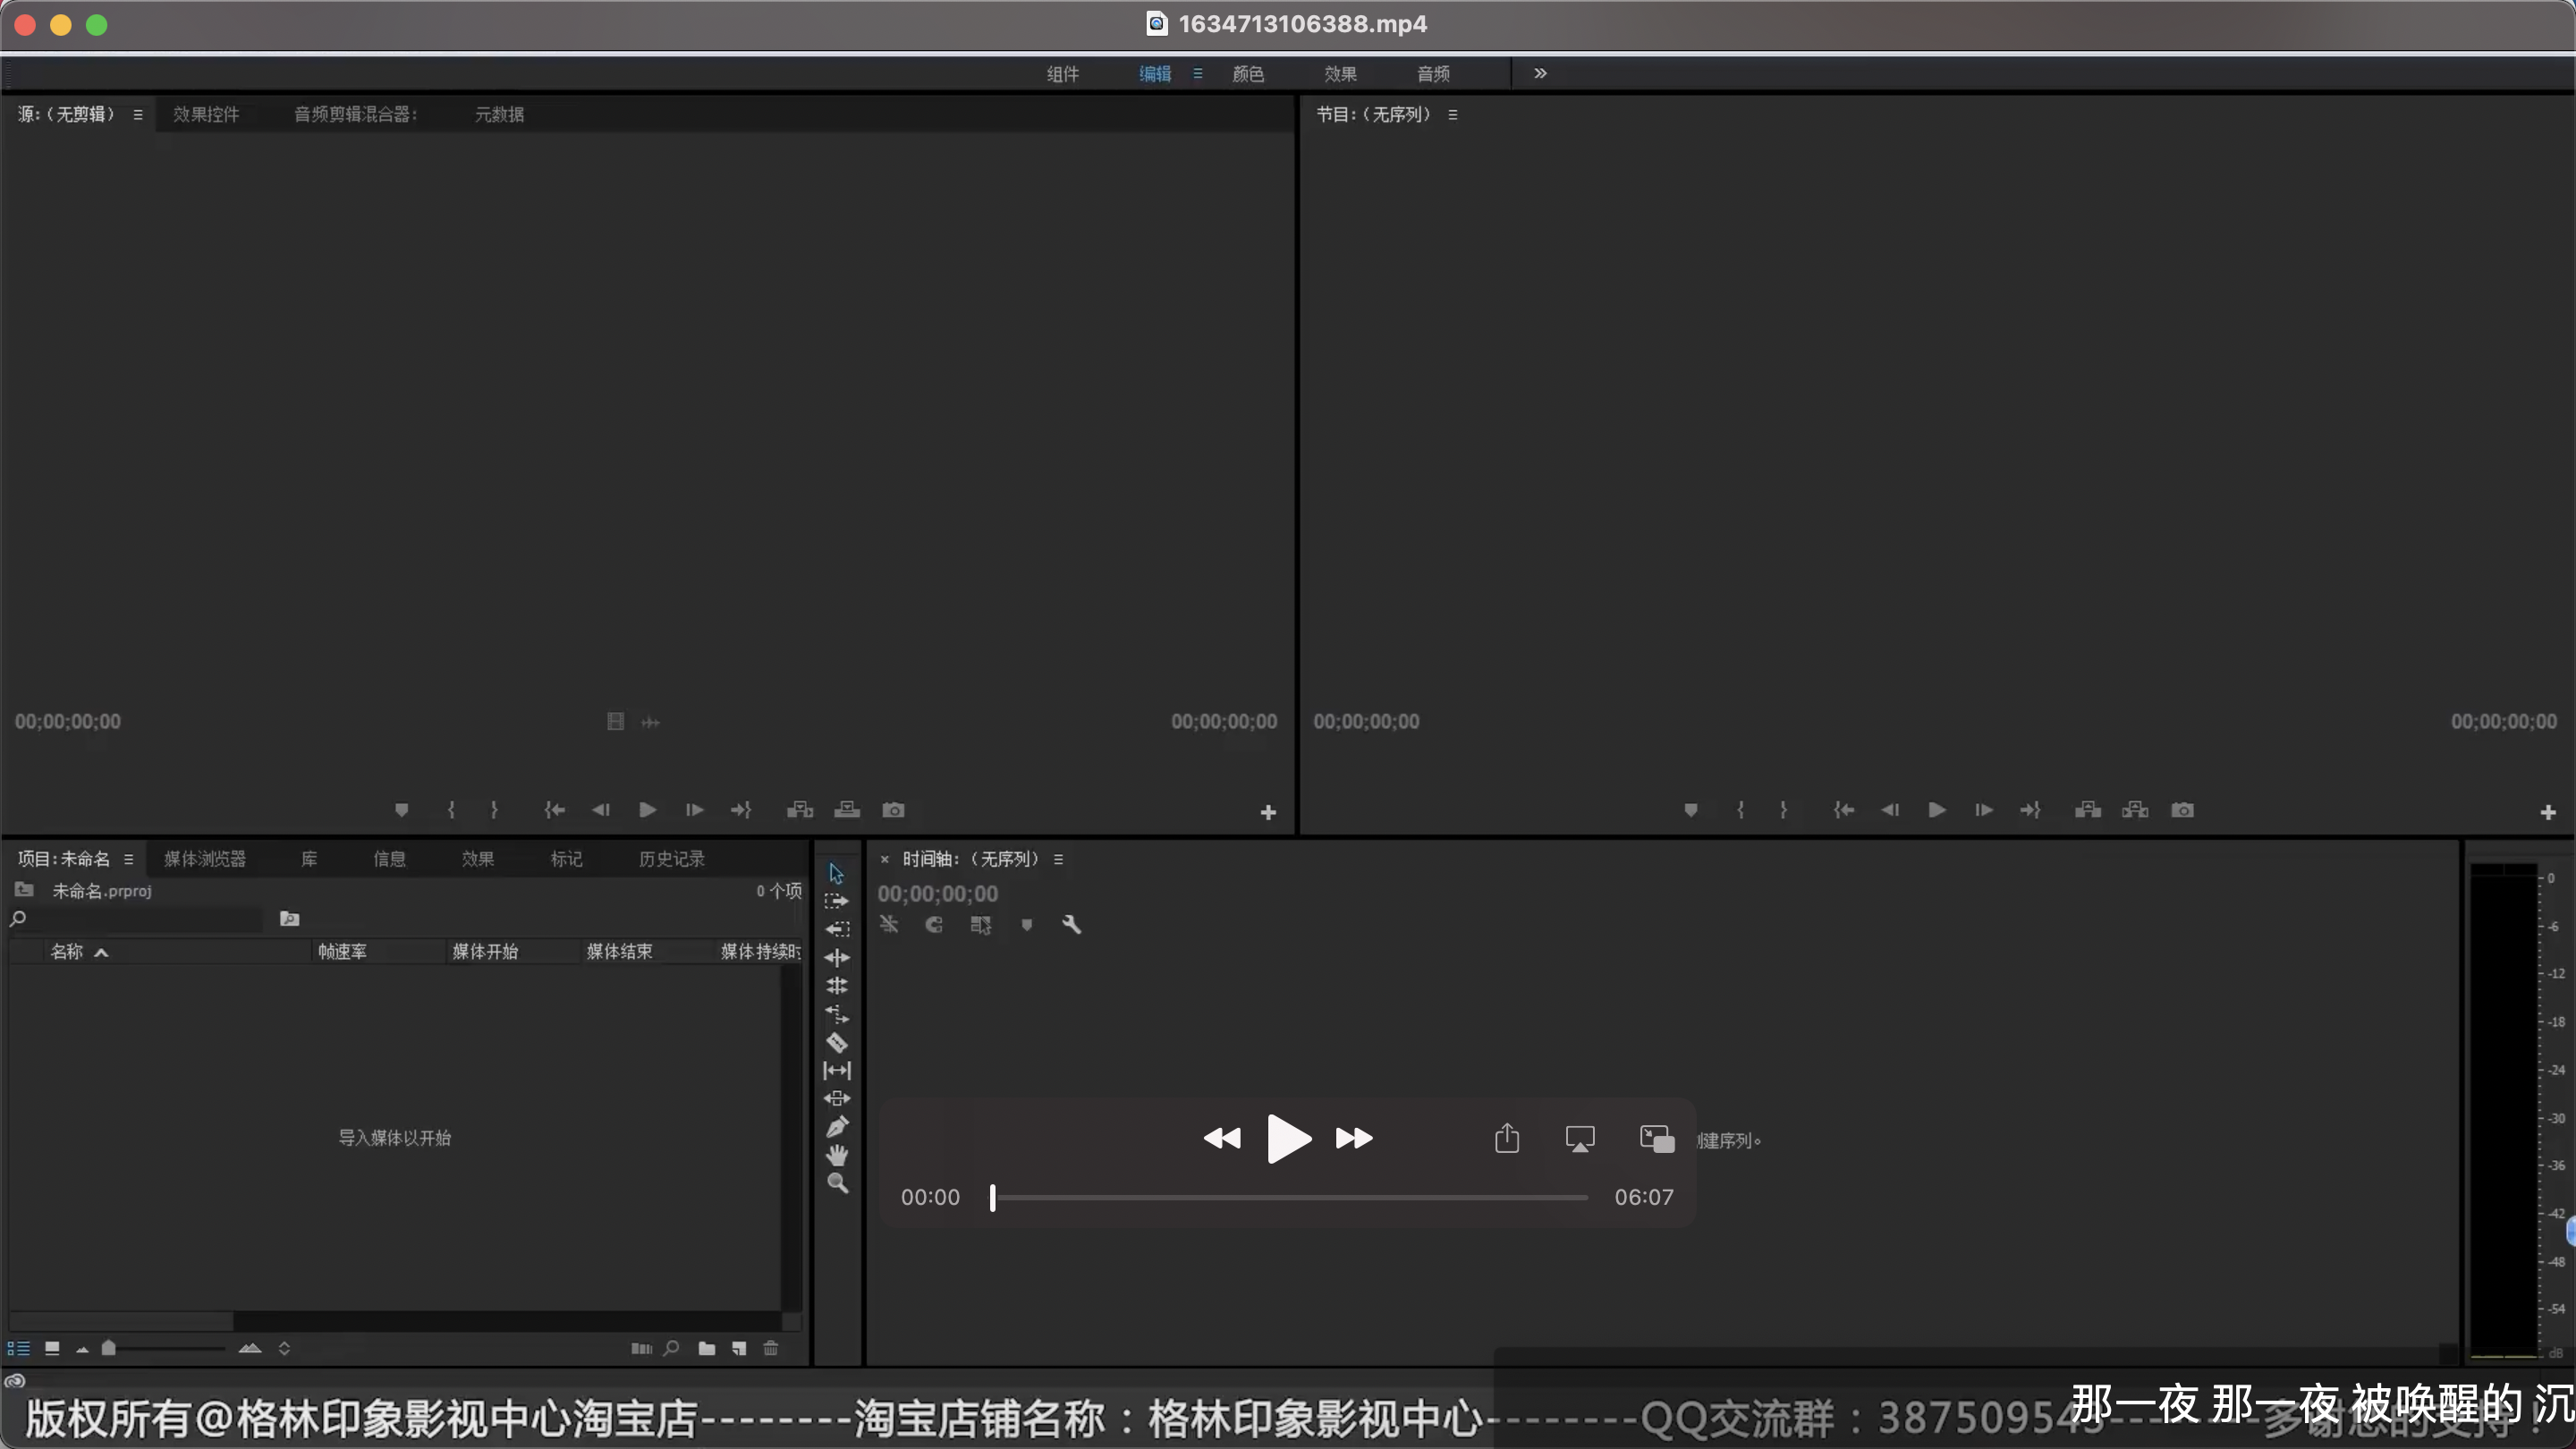 1634713106388.mp4
组件 编辑 颜色 效果 音频
源:（无剪辑） 效果控件 音频剪辑混合器: 元数据
节目:（无序列）
00;00;00;00 00;00;00;00
00;00;00;00 00;00;00;00
项目:未命名 媒体浏览器 库 信息 效果 标记 历史记录
未命名.prproj 0 个项
名称 帧速率 媒体开始 媒体结束 媒体持续时
导入媒体以开始
× 时间轴:（无序列）
00;00;00;00
建序列。
00:00 06:07
0
-6
-12
-18
-24
-30
-36
-42
-48
-54
dB
版权所有@格林印象影视中心淘宝店--------淘宝店铺名称：格林印象影视中心--------QQ交流群：387509543-------多谢您的支持！
那一夜 那一夜 被唤醒的 沉